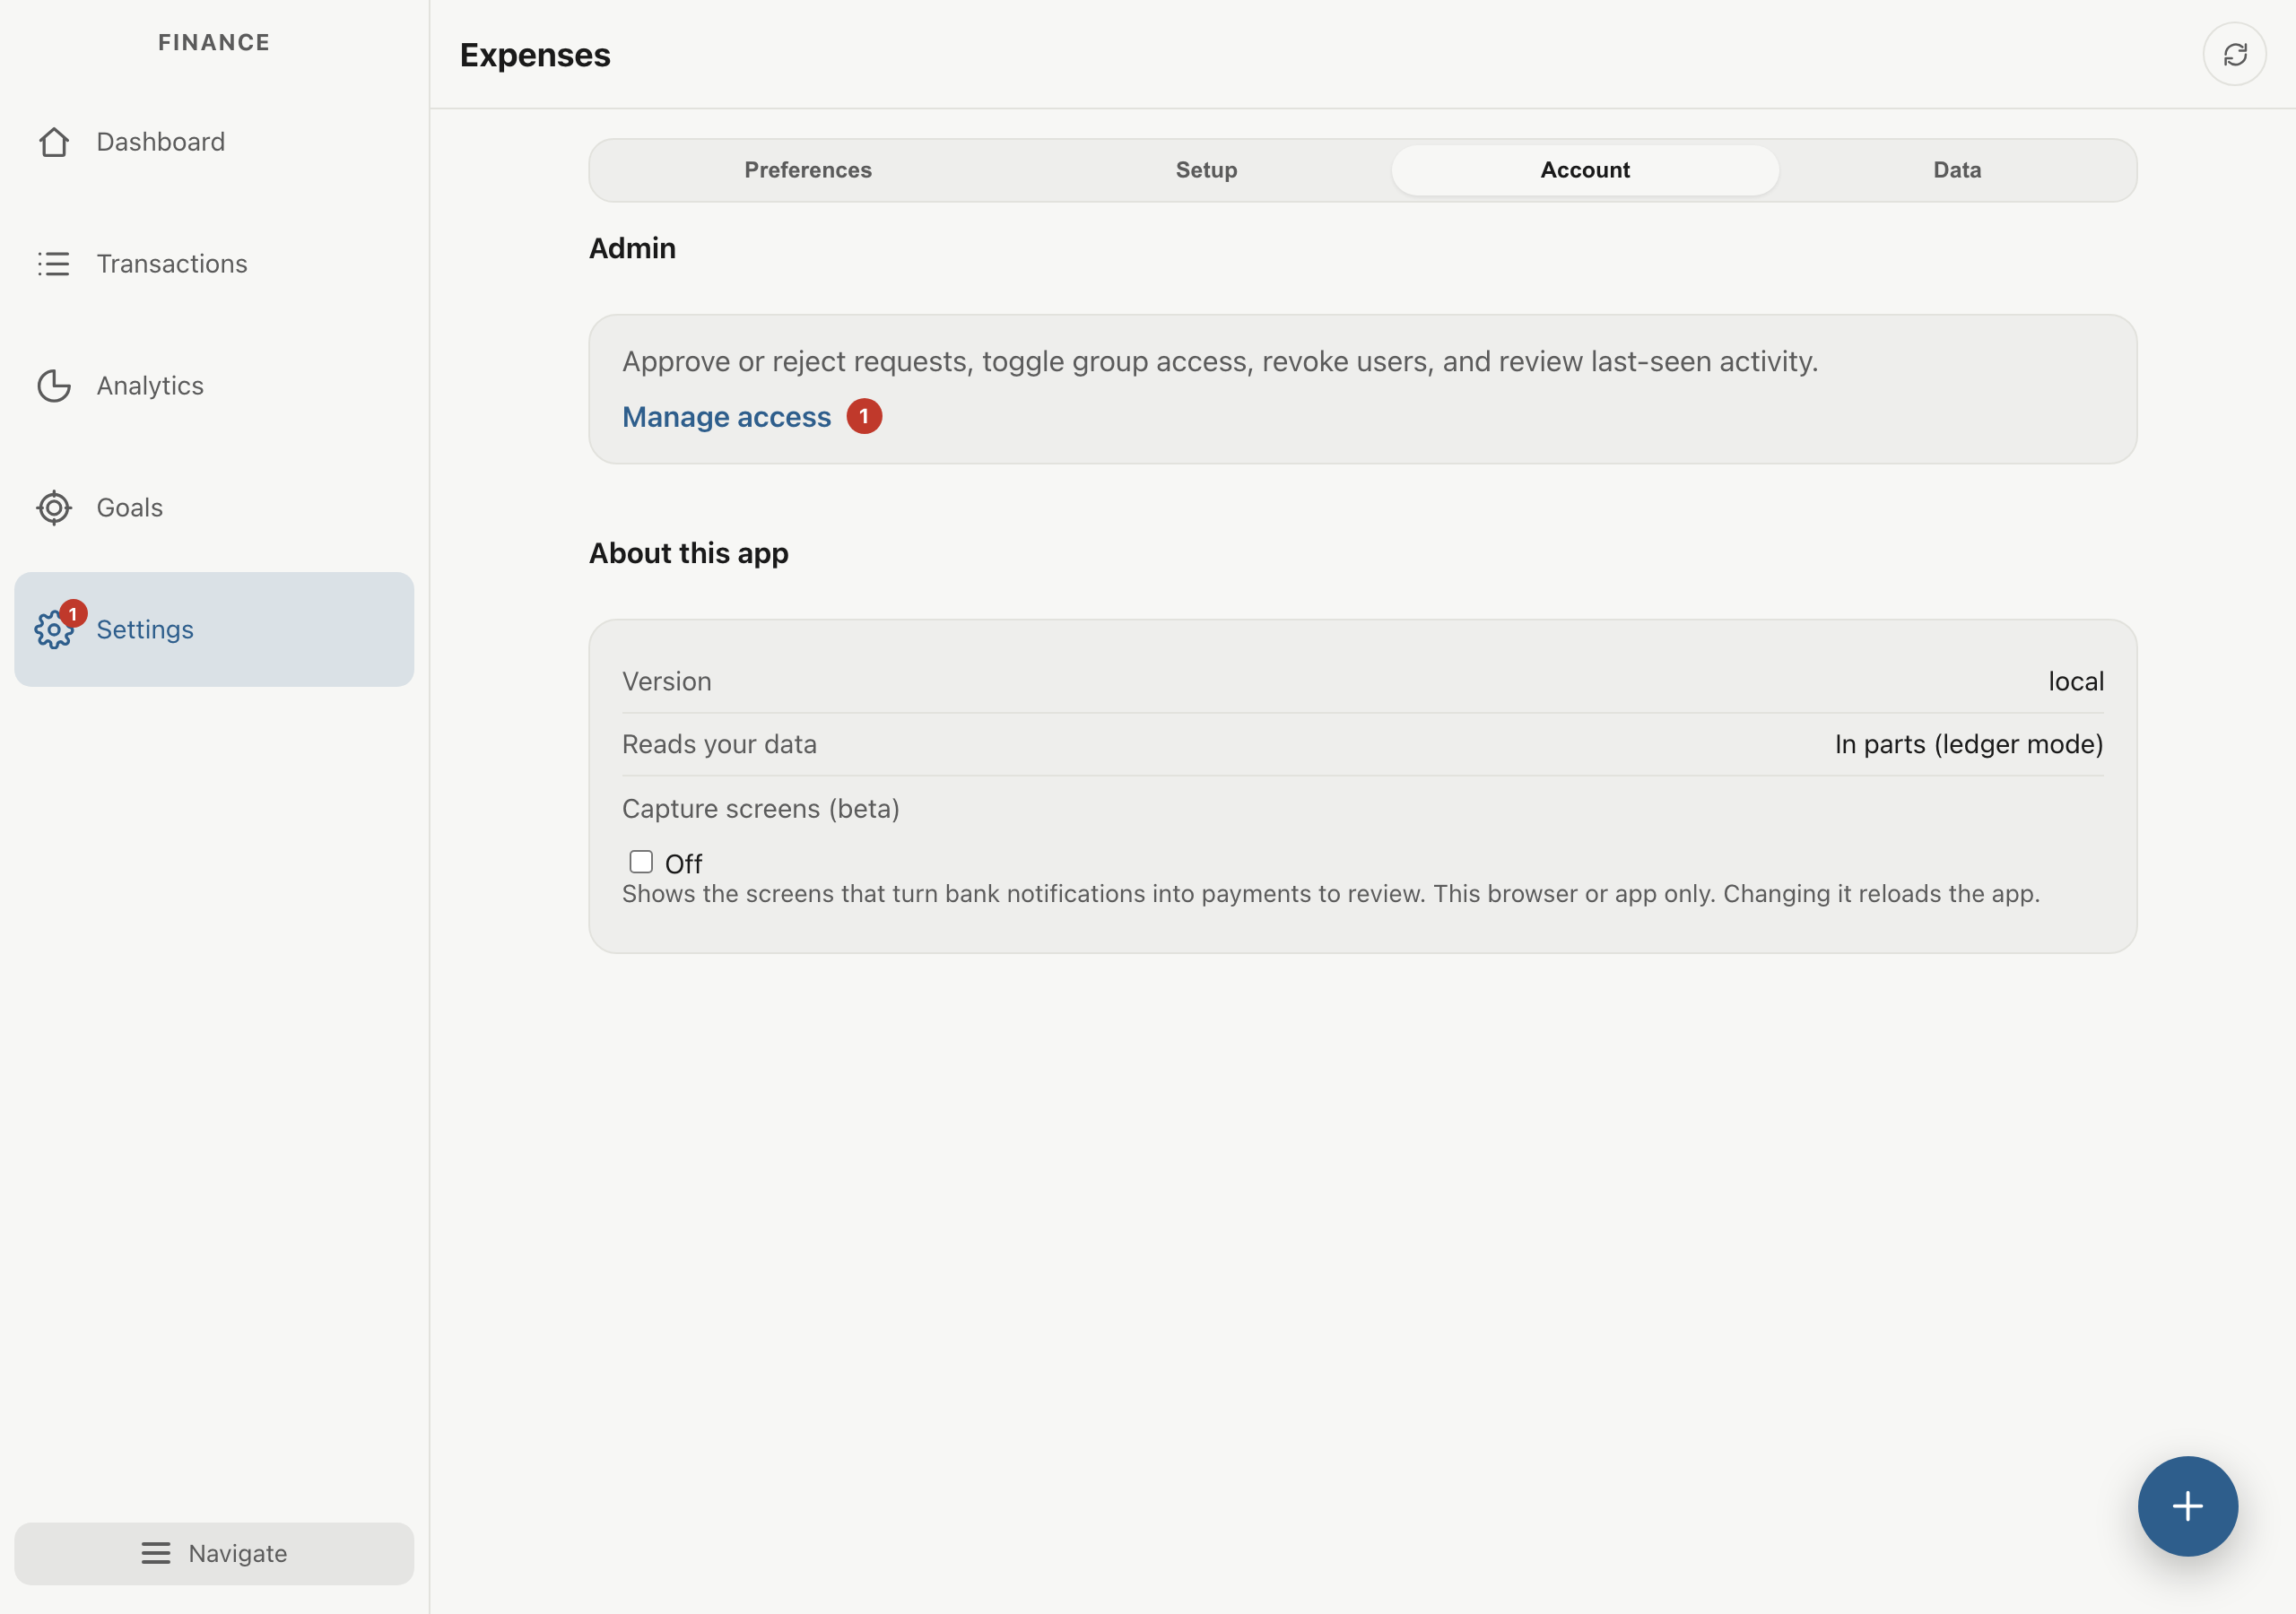 FINANCE
Dashboard
Transactions
Analytics
Goals
1
Settings
Navigate
Expenses
Preferences
Setup
Account
Data
Admin
Approve or reject requests, toggle group access, revoke users, and review last-seen activity.
Manage access 1
About this app
Version local
Reads your data In parts (ledger mode)
Capture screens (beta)
Off
Shows the screens that turn bank notifications into payments to review. This browser or app only. Changing it reloads the app.